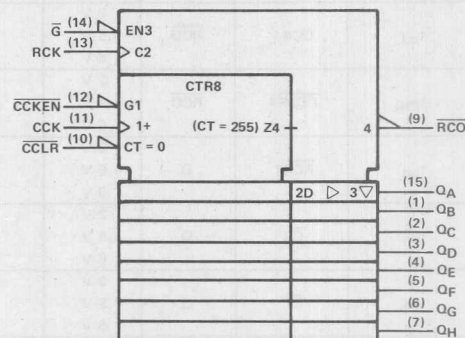 G̅ (14) EN3
RCK (13) C2
CTR8
C̅C̅K̅E̅N̅ (12) G1
CCK (11) 1+ (CT = 255) Z4 4 (9) R̅C̅O̅
C̅C̅L̅R̅ (10) CT = 0
2D ▷ 3 ▽ (15) QA
(1) QB
(2) QC
(3) QD
(4) QE
(5) QF
(6) QG
(7) QH